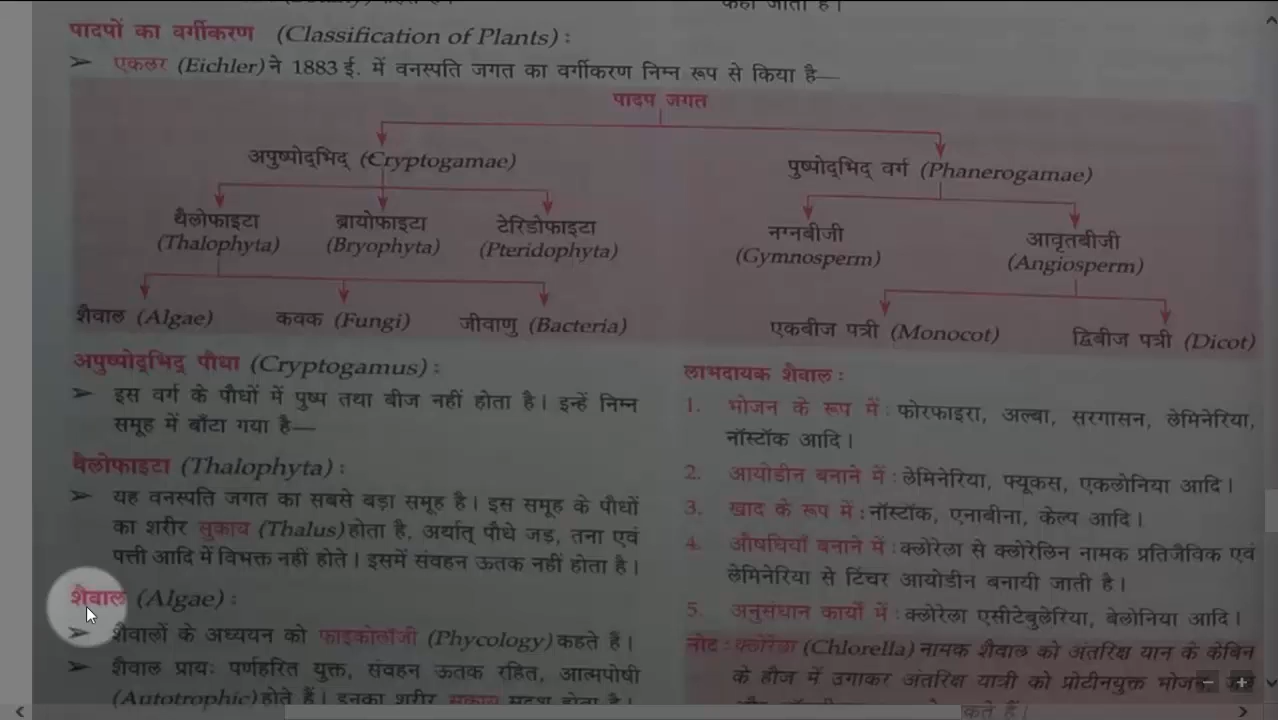 कहा जाता है।
पादपों का वर्गीकरण (Classification of Plants) :
➤ एकलर (Eichler) ने 1883 ई. में वनस्पति जगत का वर्गीकरण निम्न रूप से किया है—
पादप जगत
अपुष्पोद्‌भिद् (Cryptogamae)
पुष्पोद्‌भिद् वर्ग (Phanerogamae)
थैलोफाइटा
(Thalophyta)
ब्रायोफाइटा
(Bryophyta)
टेरिडोफाइटा
(Pteridophyta)
नग्नबीजी
(Gymnosperm)
आवृतबीजी
(Angiosperm)
शैवाल (Algae)
कवक (Fungi)
जीवाणु (Bacteria)
एकबीज पत्री (Monocot)
द्विबीज पत्री (Dicot)
अपुष्पोद्‌भिद् पौधा (Cryptogamus) :
➤ इस वर्ग के पौधों में पुष्प तथा बीज नहीं होता है। इन्हें निम्न
समूह में बाँटा गया है—
थैलोफाइटा (Thalophyta) :
➤ यह वनस्पति जगत का सबसे बड़ा समूह है। इस समूह के पौधों
का शरीर सुकाय (Thalus) होता है, अर्थात् पौधे जड़, तना एवं
पत्ती आदि में विभक्त नहीं होते। इसमें संवहन ऊतक नहीं होता है।
शैवाल (Algae) :
➤ शैवालों के अध्ययन को फाइकोलॉजी (Phycology) कहते हैं।
➤ शैवाल प्रायः पर्णहरित युक्त, संवहन ऊतक रहित, आत्मपोषी
(Autotrophic) होते हैं। इनका शरीर सुकाय सदृश होता है।
लाभदायक शैवाल :
1. भोजन के रूप में : फोरफाइरा, अल्बा, सरगासन, लेमिनेरिया,
नॉस्टॉक आदि।
2. आयोडीन बनाने में : लेमिनेरिया, फ्यूकस, एकलोनिया आदि।
3. खाद के रूप में : नॉस्टॉक, एनाबीना, केल्प आदि।
4. औषधियाँ बनाने में : क्लोरेला से क्लोरेलिन नामक प्रतिजैविक एवं
लेमिनेरिया से टिंचर आयोडीन बनायी जाती है।
5. अनुसंधान कार्यों में : क्लोरेला एसीटेबुलेरिया, बेलोनिया आदि।
नोट : क्लोरेला (Chlorella) नामक शैवाल को अंतरिक्ष यान के केबिन
के हौज में उगाकर अंतरिक्ष यात्री को प्रोटीनयुक्त भोजन,
सकते हैं।